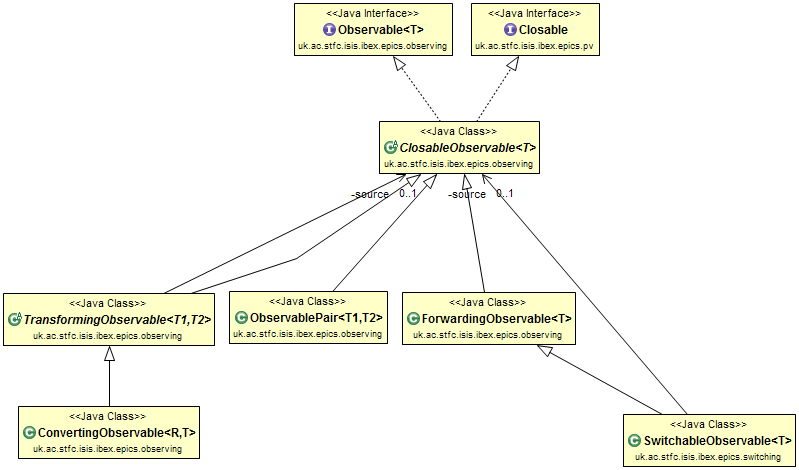 <<Java Interface>>
I Observable<T>
uk.ac.stfc.isis.ibex.epics.observing
<<Java Interface>>
I Closable
uk.ac.stfc.isis.ibex.epics.pv
<<Java Class>>
C A ClosableObservable<T>
uk.ac.stfc.isis.ibex.epics.observing
-source 0..1
-source 0..1
<<Java Class>>
C A TransformingObservable<T1,T2>
uk.ac.stfc.isis.ibex.epics.observing
<<Java Class>>
C ObservablePair<T1,T2>
uk.ac.stfc.isis.ibex.epics.observing
<<Java Class>>
C ForwardingObservable<T>
uk.ac.stfc.isis.ibex.epics.observing
<<Java Class>>
C ConvertingObservable<R,T>
uk.ac.stfc.isis.ibex.epics.observing
<<Java Class>>
C SwitchableObservable<T>
uk.ac.stfc.isis.ibex.epics.switching